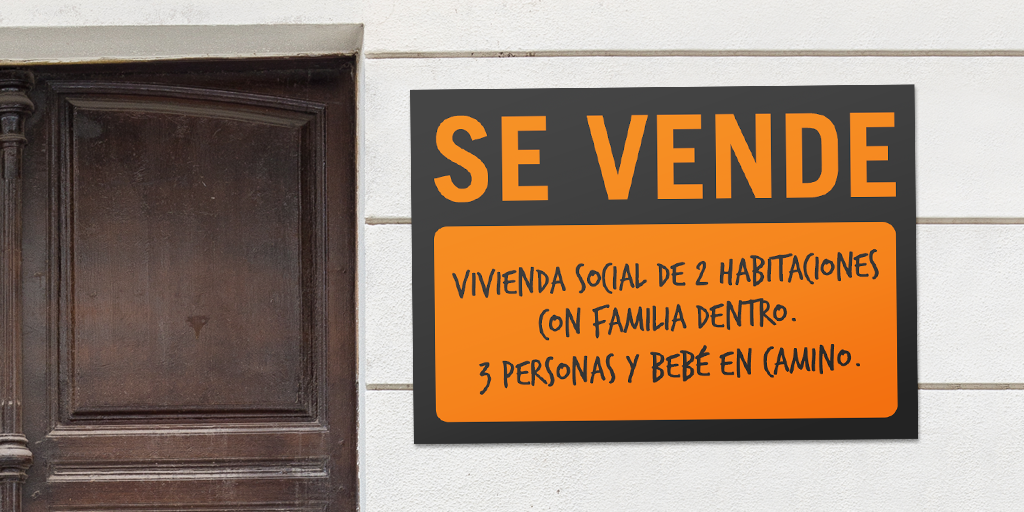 SE VENDE
VIVIENDA SOCIAL DE 2 HABITACIONES
CON FAMILIA DENTRO.
3 PERSONAS Y BEBÉ EN CAMINO.